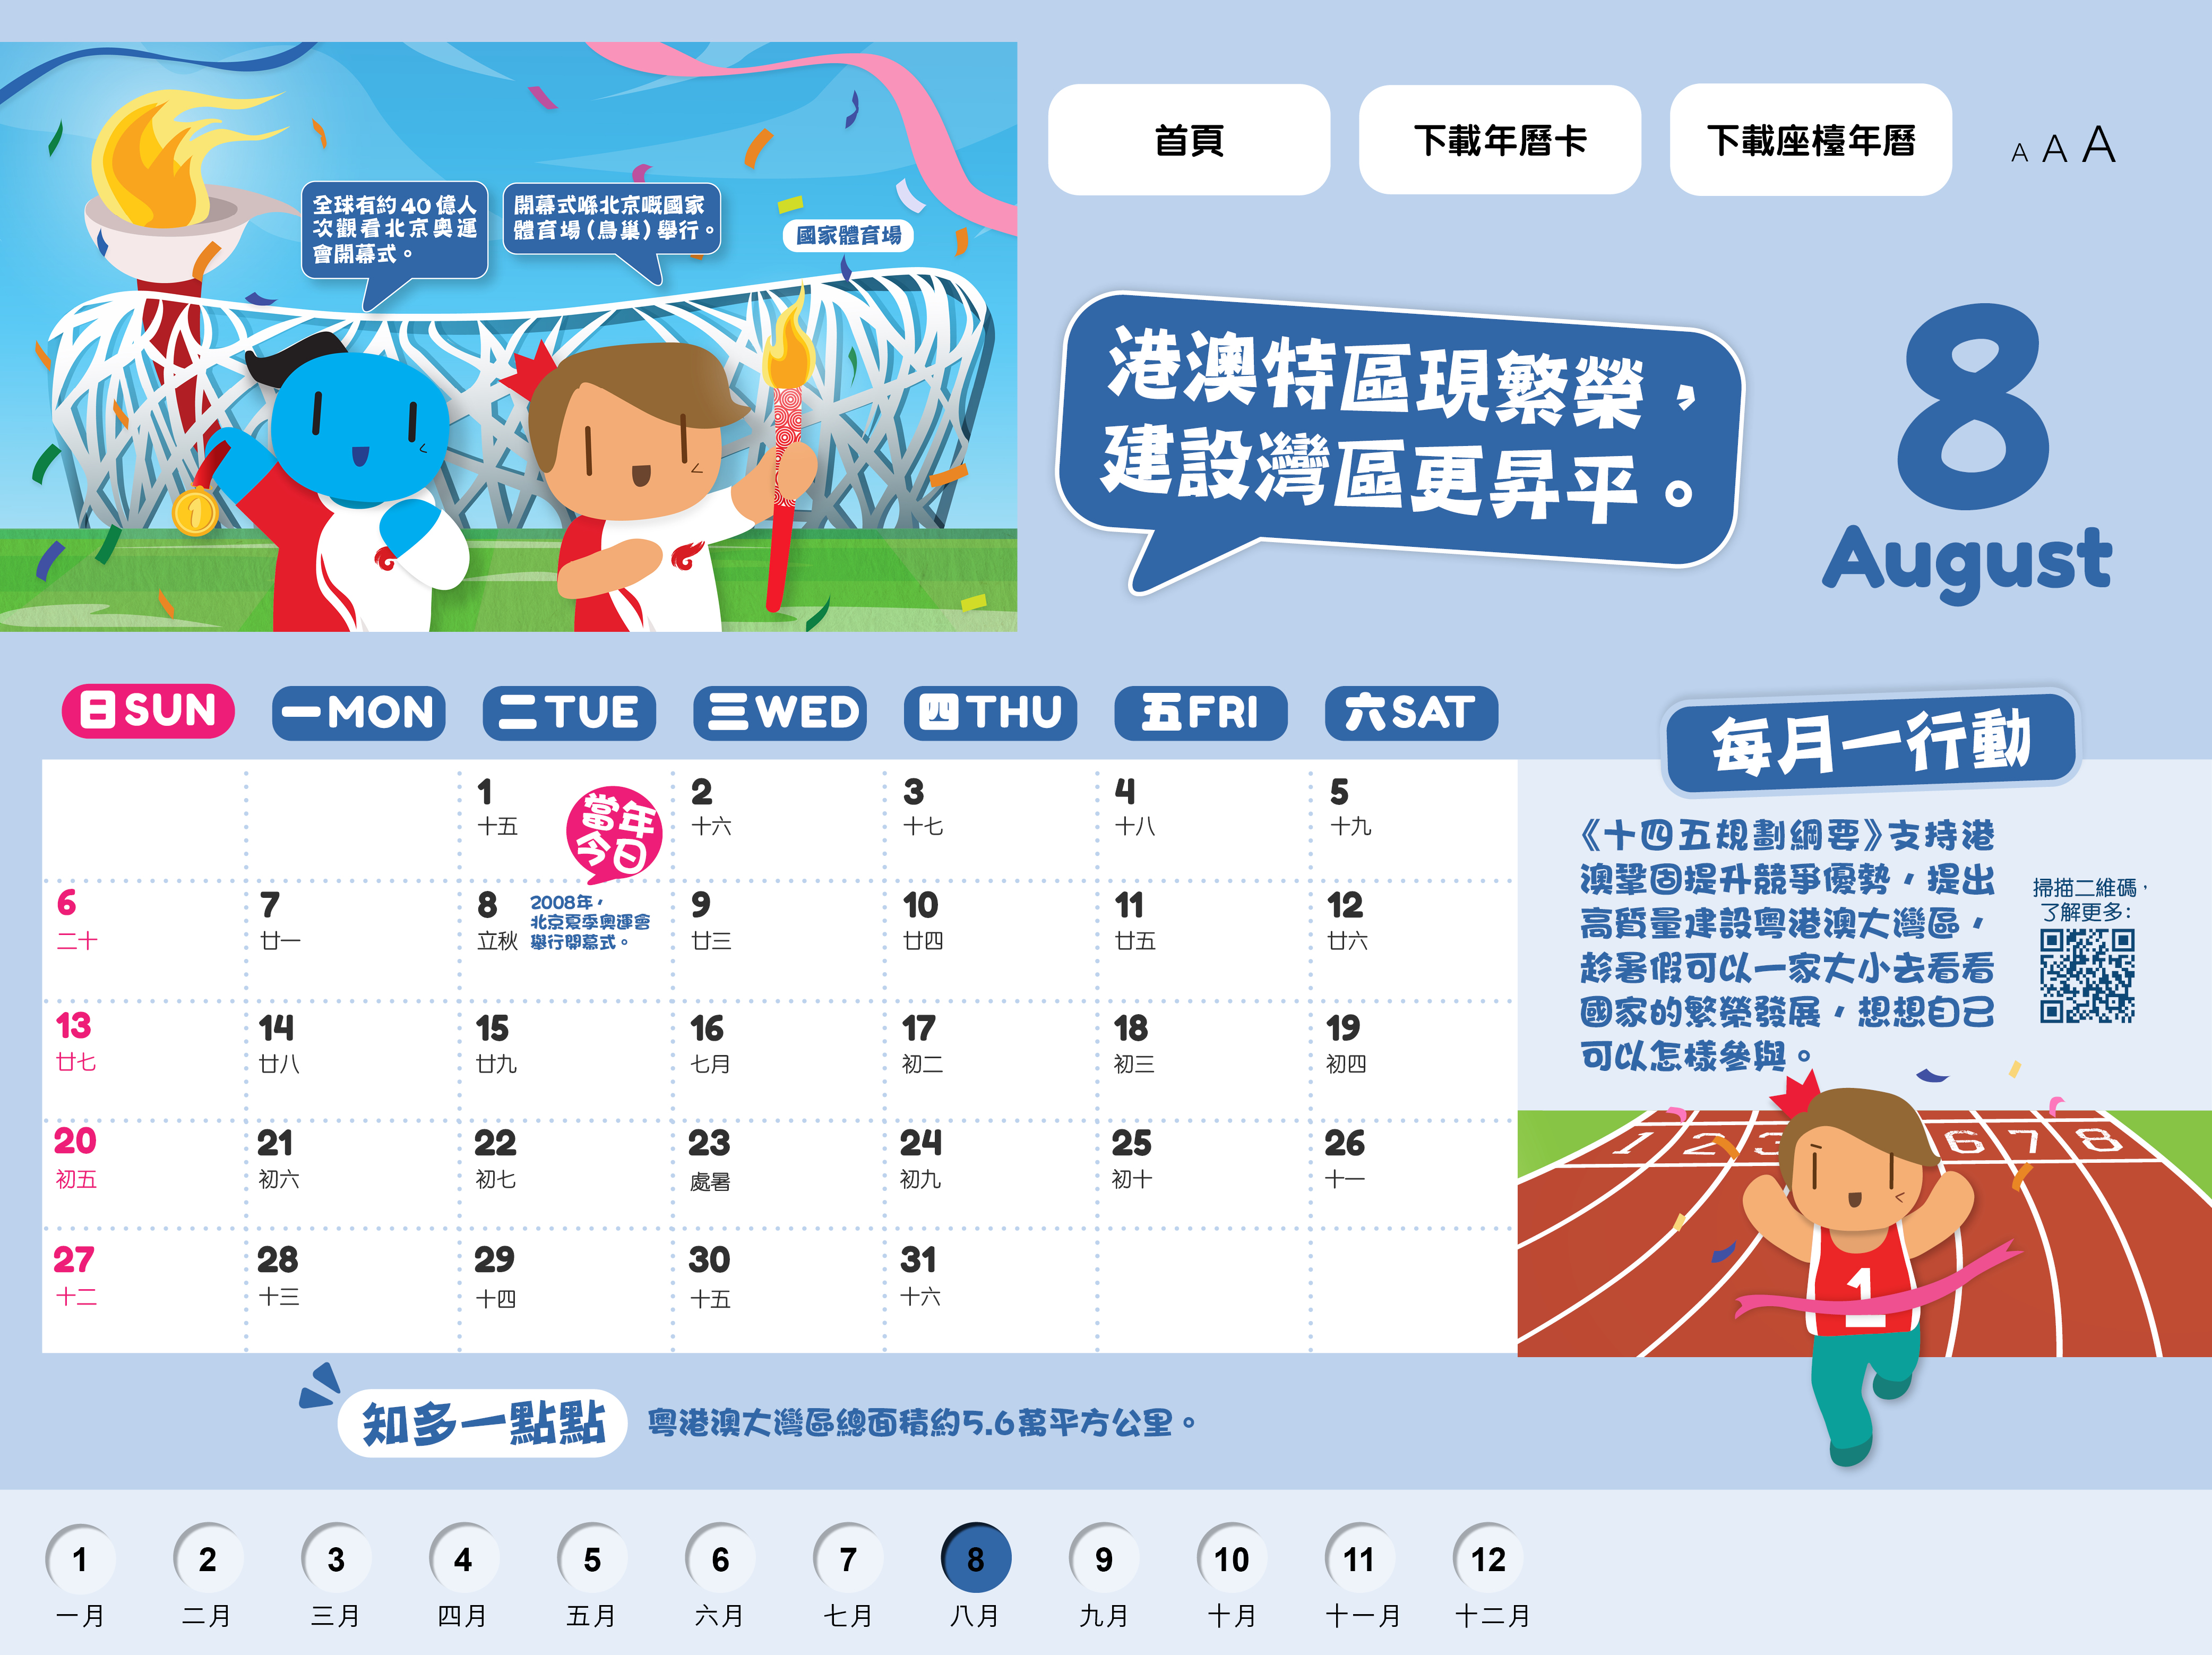 首頁
下載年曆卡
下載座檯年曆
A A A
全球有約40億人
次觀看北京奧運
會開幕式。
開幕式喺北京嘅國家
體育場（鳥巢）舉行。
國家體育場
1
港澳特區現繁榮，
建設灣區更昇平。
8
August
日SUN 一MON 二TUE 三WED 四THU 五FRI 六SAT
1 2 3 4 5
十五 十六 十七 十八 十九
當年
今日
6 7 8 9 10 11 12
二十 廿一 立秋 廿三 廿四 廿五 廿六
2008年，
北京夏季奧運會
舉行開幕式。
13 14 15 16 17 18 19
廿七 廿八 廿九 七月 初二 初三 初四
20 21 22 23 24 25 26
初五 初六 初七 處暑 初九 初十 十一
27 28 29 30 31
十二 十三 十四 十五 十六
每月一行動
《十四五規劃綱要》支持港
澳鞏固提升競爭優勢，提出
高質量建設粵港澳大灣區，
趁暑假可以一家大小去看看
國家的繁榮發展，想想自己
可以怎樣參與。
掃描二維碼，
了解更多：
1 2 3 6 7 8
1
知多一點點
粵港澳大灣區總面積約5.6萬平方公里。
1 2 3 4 5 6 7 8 9 10 11 12
一月 二月 三月 四月 五月 六月 七月 八月 九月 十月 十一月 十二月